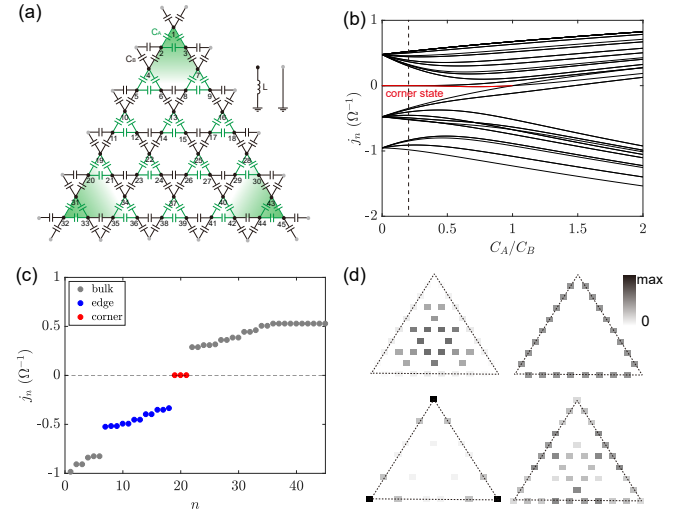 (a)
C_A
C_B
1
2 3
4 7
5 6 8 9
10 13 16
11 12 14 15 17 18
19 22 25 28
20 21 23 24 26 27 29 30
31 34 37 40 43
32 33 35 36 38 39 41 42 44 45
L
(b)
1
0
-1
-2
j_n (Ω⁻¹)
corner state
0 0.5 1 1.5 2
C_A/C_B
(c)
bulk
edge
corner
1
0.5
0
-0.5
-1
j_n (Ω⁻¹)
0 10 20 30 40
n
(d)
max
0